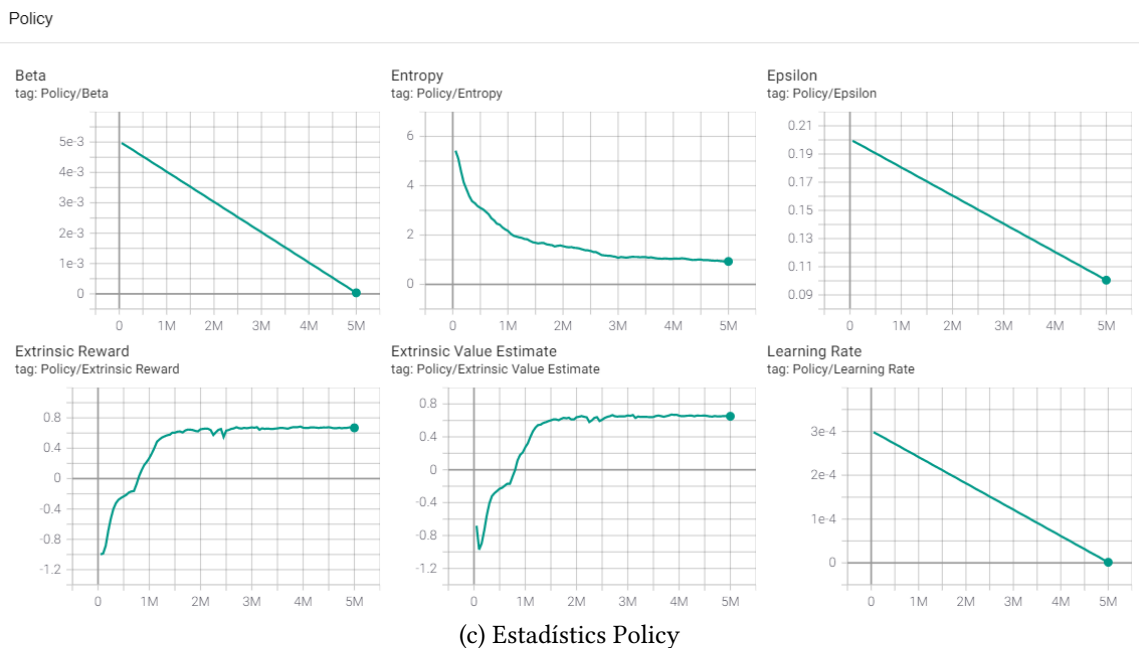 Policy
Beta
tag: Policy/Beta
5e-3
4e-3
3e-3
2e-3
1e-3
0
0 1M 2M 3M 4M 5M
Entropy
tag: Policy/Entropy
6
4
2
0
0 1M 2M 3M 4M 5M
Epsilon
tag: Policy/Epsilon
0.21
0.19
0.17
0.15
0.13
0.11
0.09
0 1M 2M 3M 4M 5M
Extrinsic Reward
tag: Policy/Extrinsic Reward
0.8
0.4
0
-0.4
-0.8
-1.2
0 1M 2M 3M 4M 5M
Extrinsic Value Estimate
tag: Policy/Extrinsic Value Estimate
0.8
0.4
0
-0.4
-0.8
-1.2
0 1M 2M 3M 4M 5M
Learning Rate
tag: Policy/Learning Rate
3e-4
2e-4
1e-4
0
0 1M 2M 3M 4M 5M
(c) Estadístics Policy